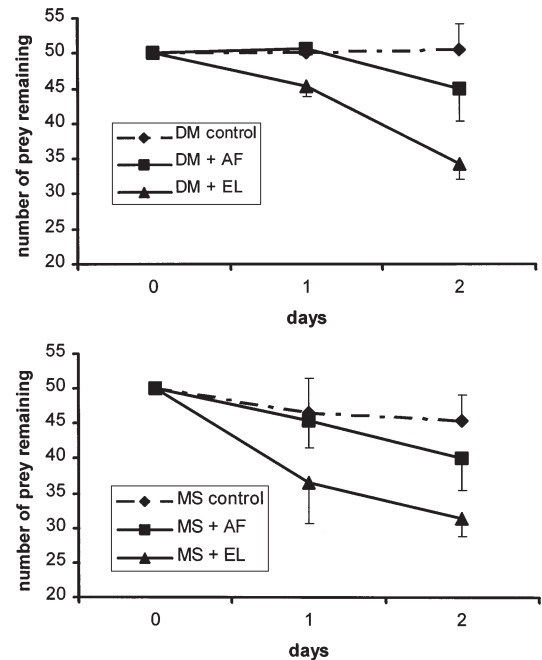 55
50
45
40
35
30
25
20
number of prey remaining
DM control
DM + AF
DM + EL
0 1 2
days
55
50
45
40
35
30
25
20
number of prey remaining
MS control
MS + AF
MS + EL
0 1 2
days